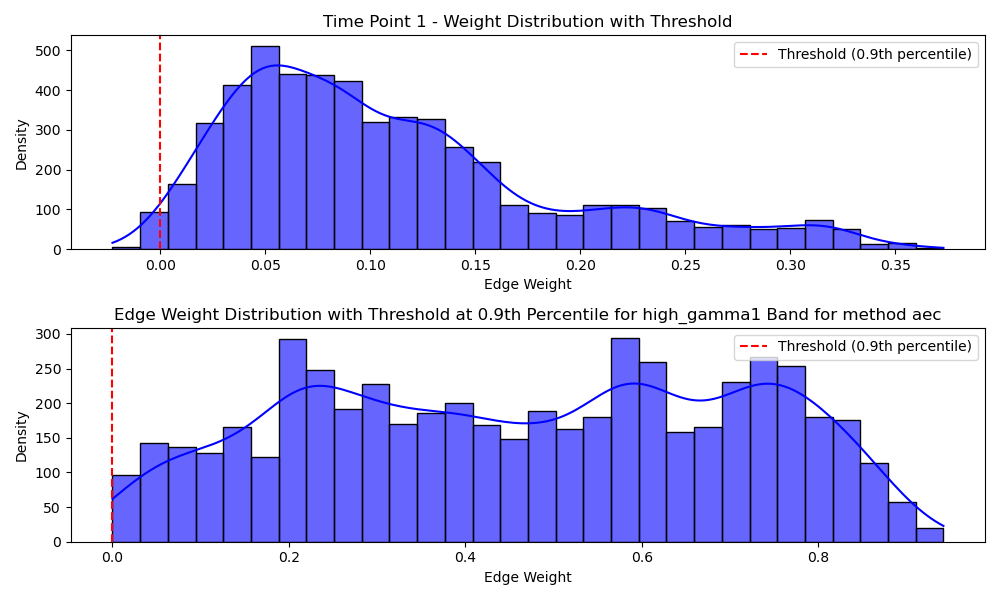 Time Point 1 - Weight Distribution with Threshold
Threshold (0.9th percentile)
Density
500
400
300
200
100
0
0.00 0.05 0.10 0.15 0.20 0.25 0.30 0.35
Edge Weight
Edge Weight Distribution with Threshold at 0.9th Percentile for high_gamma1 Band for method aec
Threshold (0.9th percentile)
Density
300
250
200
150
100
50
0
0.0 0.2 0.4 0.6 0.8
Edge Weight